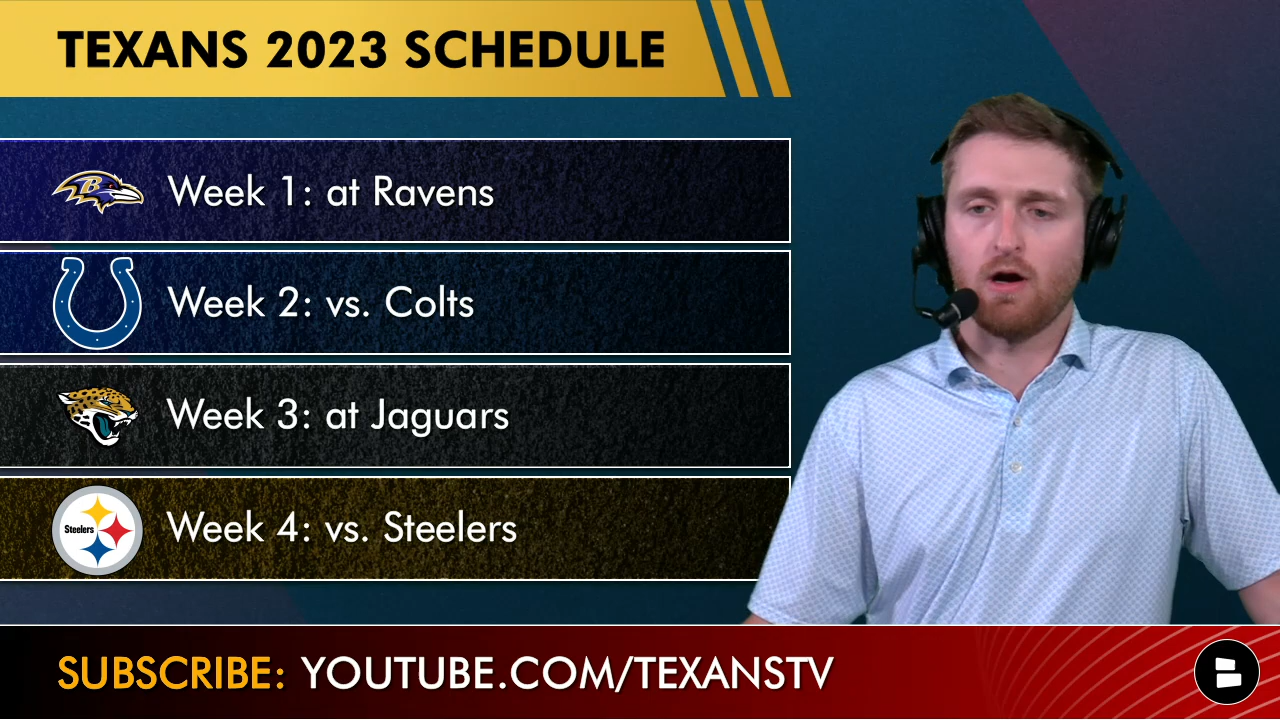 TEXANS 2023 SCHEDULE
Week 1: at Ravens
Week 2: vs. Colts
Week 3: at Jaguars
Steelers
Week 4: vs. Steelers
SUBSCRIBE: YOUTUBE.COM/TEXANSTV